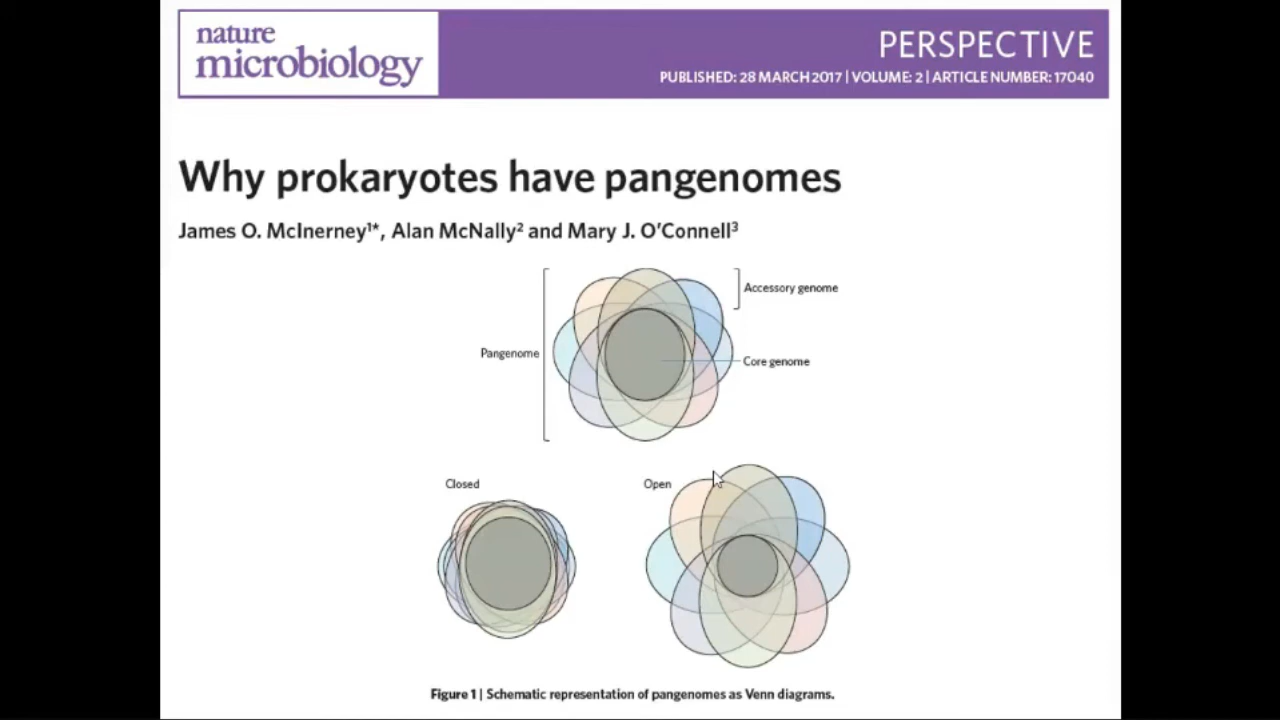 nature
microbiology
PERSPECTIVE
PUBLISHED: 28 MARCH 2017 | VOLUME: 2 | ARTICLE NUMBER: 17040
Why prokaryotes have pangenomes
James O. McInerney¹*, Alan McNally² and Mary J. O'Connell³
Accessory genome
Pangenome
Core genome
Closed
Open
Figure 1 | Schematic representation of pangenomes as Venn diagrams.